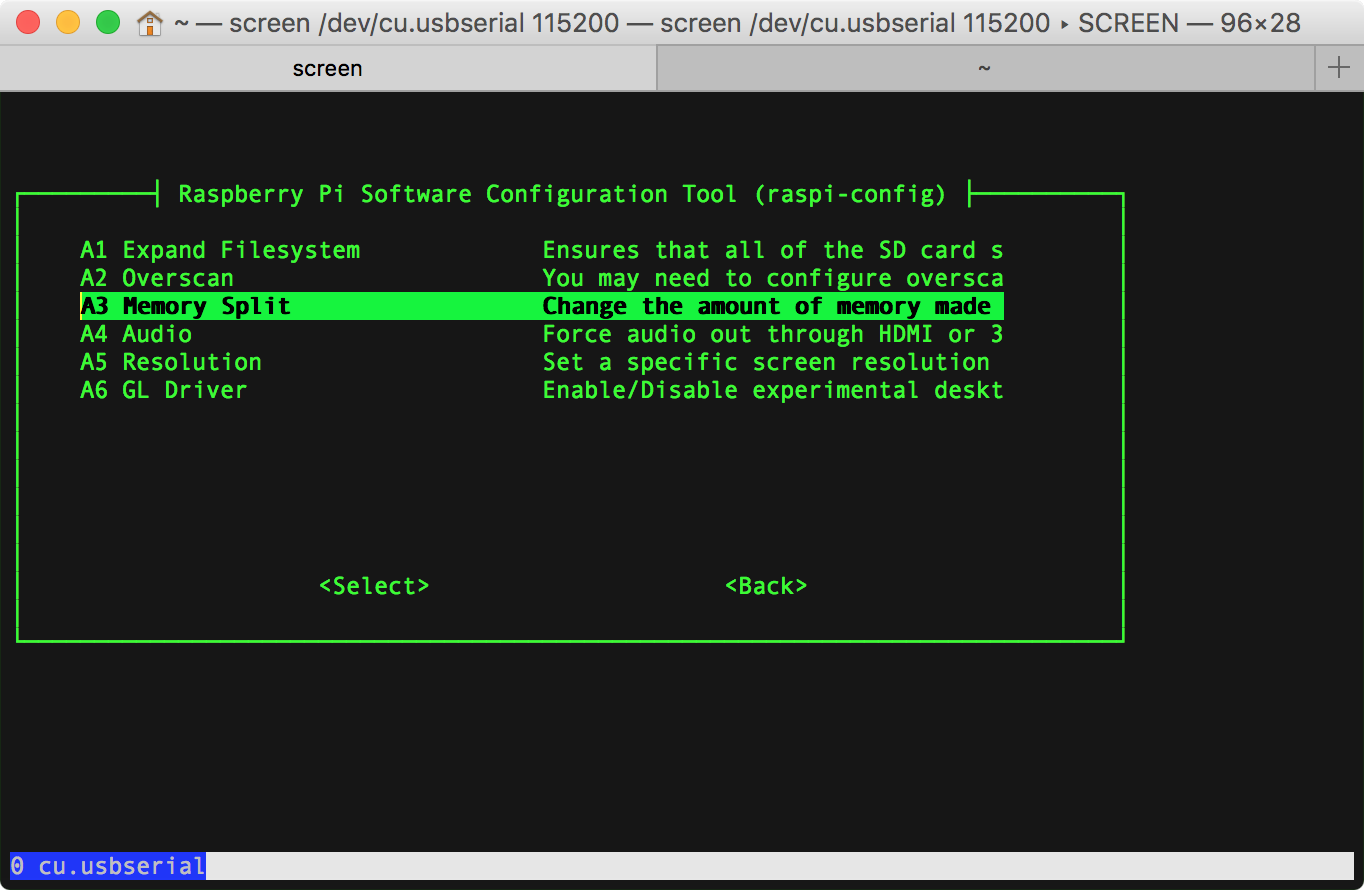 ~ — screen /dev/cu.usbserial 115200 — screen /dev/cu.usbserial 115200 ▸ SCREEN — 96×28
screen ~
Raspberry Pi Software Configuration Tool (raspi-config)
A1 Expand Filesystem Ensures that all of the SD card s
A2 Overscan You may need to configure oversca
A3 Memory Split Change the amount of memory made
A4 Audio Force audio out through HDMI or 3
A5 Resolution Set a specific screen resolution
A6 GL Driver Enable/Disable experimental deskt
<Select> <Back>
0 cu.usbserial